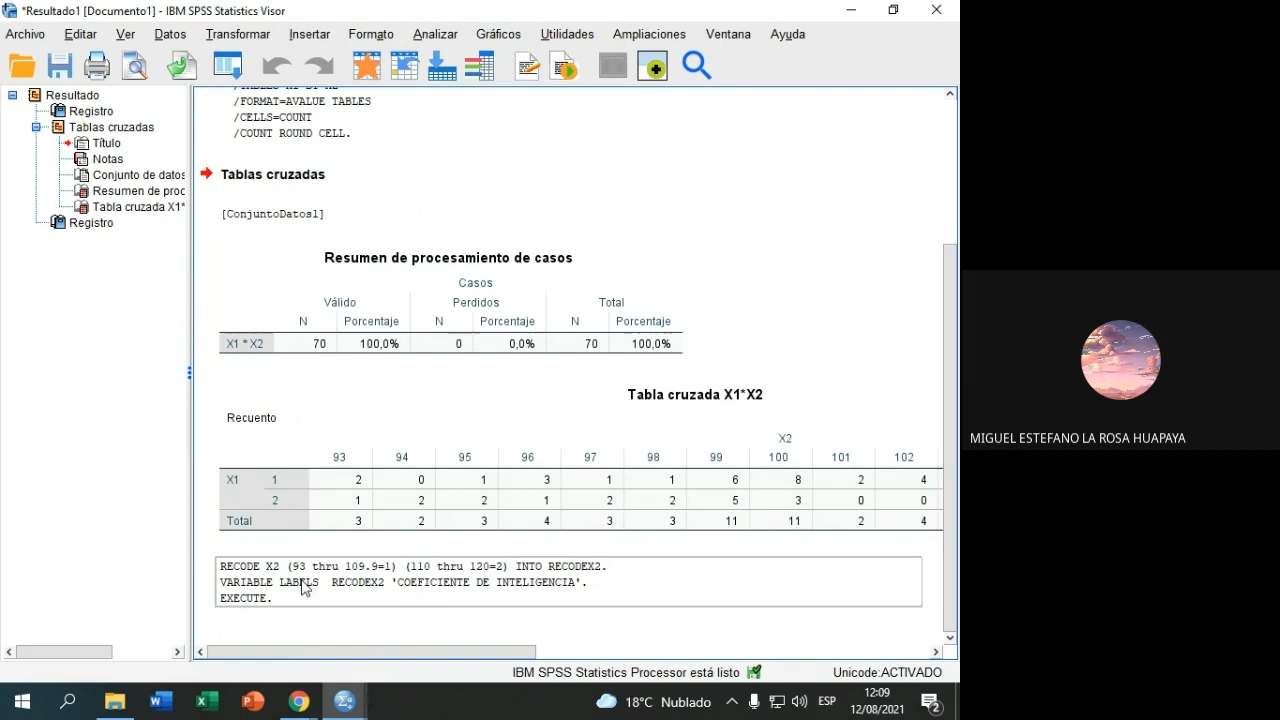 *Resultado1 [Documento1] - IBM SPSS Statistics Visor
Archivo Editar Ver Datos Transformar Insertar Formato Analizar Gráficos Utilidades Ampliaciones Ventana Ayuda
Resultado
Registro
Tablas cruzadas
Título
Notas
Conjunto de datos
Resumen de proc
Tabla cruzada X1*
Registro
/FORMAT=AVALUE TABLES
/CELLS=COUNT
/COUNT ROUND CELL.
Tablas cruzadas
[ConjuntoDatos1]
Resumen de procesamiento de casos
Casos
Válido Perdidos Total
N Porcentaje N Porcentaje N Porcentaje
X1 * X2 70 100,0% 0 0,0% 70 100,0%
Tabla cruzada X1*X2
Recuento
X2
93 94 95 96 97 98 99 100 101 102
X1 1 2 0 1 3 1 1 6 8 2 4
2 1 2 2 1 2 2 5 3 0 0
Total 3 2 3 4 3 3 11 11 2 4
RECODE X2 (93 thru 109.9=1) (110 thru 120=2) INTO RECODEX2.
VARIABLE LABELS RECODEX2 'COEFICIENTE DE INTELIGENCIA'.
EXECUTE.
IBM SPSS Statistics Processor está listo Unicode:ACTIVADO
18°C Nublado ESP 12:09
12/08/2021
2
MIGUEL ESTEFANO LA ROSA HUAPAYA